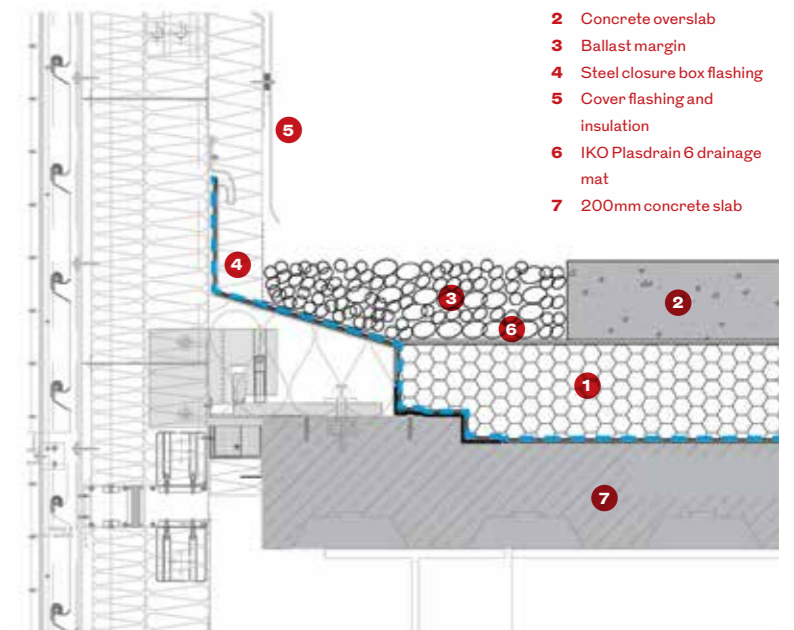 2 Concrete overslab
3 Ballast margin
4 Steel closure box flashing
5 Cover flashing and
insulation
6 IKO Plasdrain 6 drainage
mat
7 200mm concrete slab
5
4
3
2
6
1
7